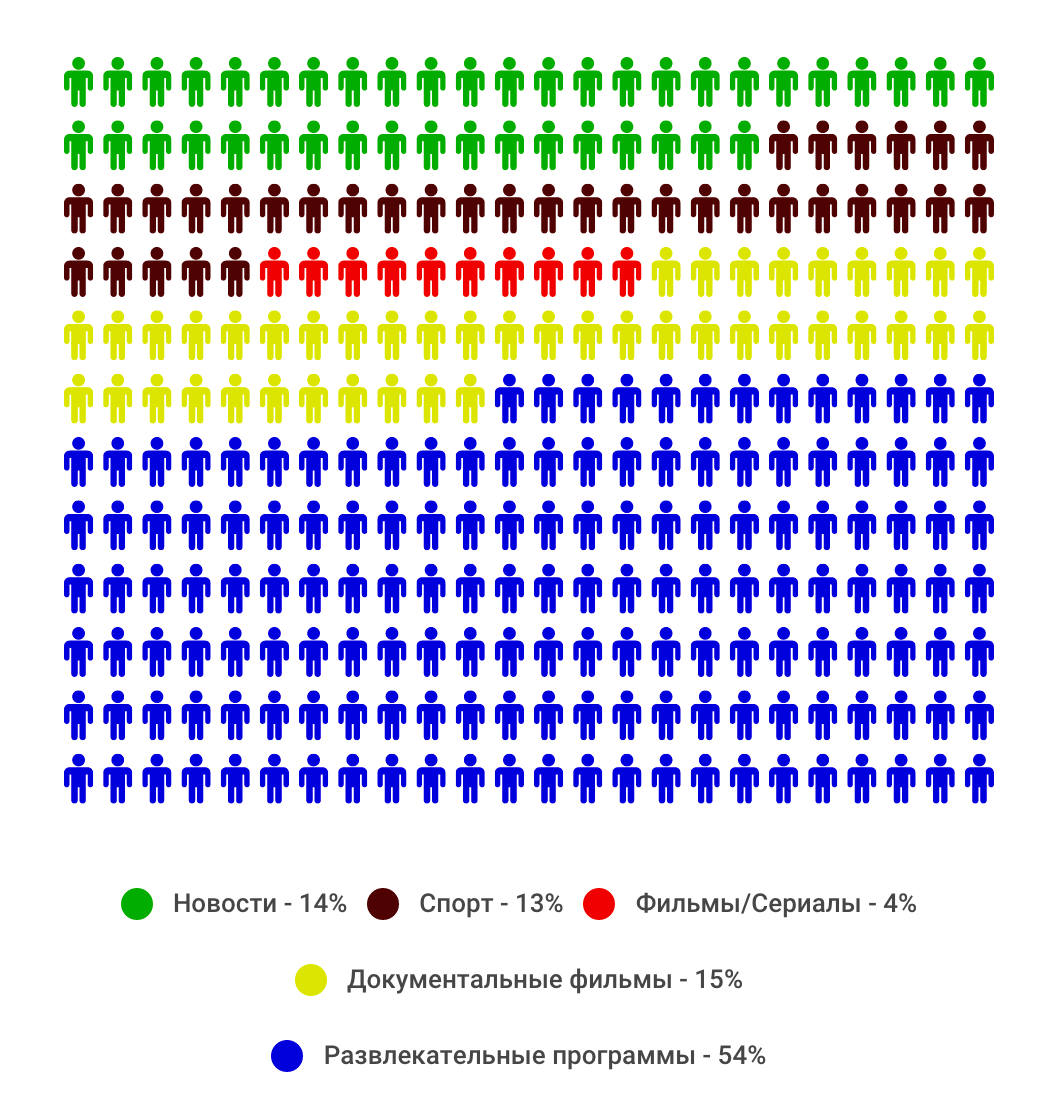 Новости - 14% Спорт - 13% Фильмы/Сериалы - 4%
Документальные фильмы - 15%
Развлекательные программы - 54%